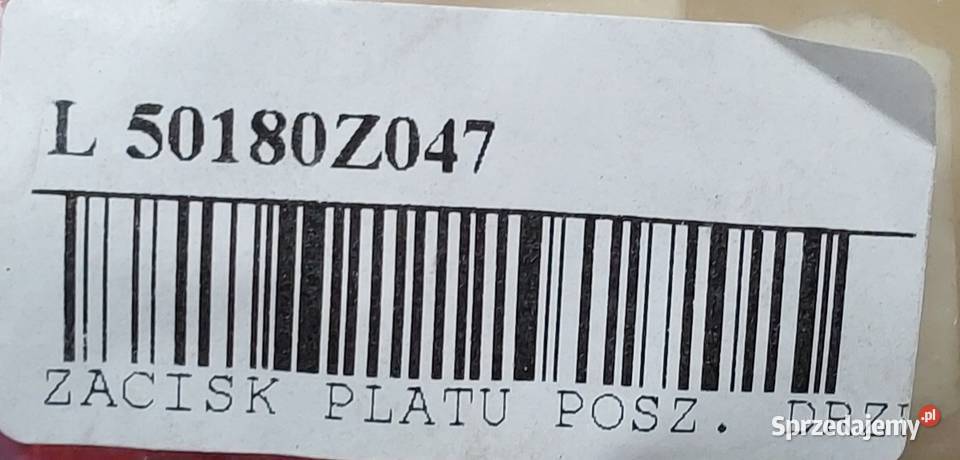 L 50180Z047
ZACISK PLATU POSZ.
Sprzedajemy.pl